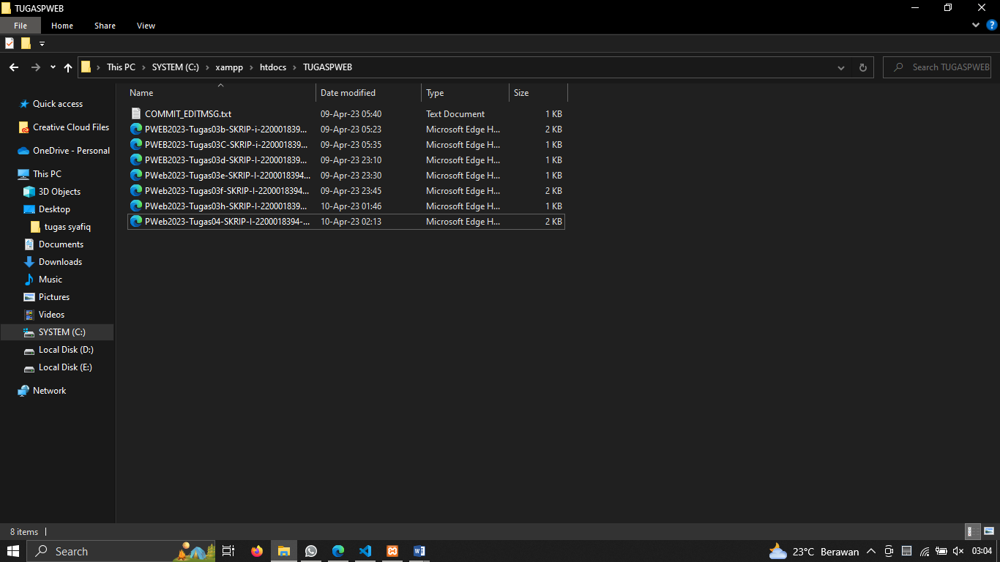 TUGASPWEB
File Home Share View
This PC > SYSTEM (C:) > xampp > htdocs > TUGASPWEB
Search TUGASPWEB
Name Date modified Type Size
Quick access
Creative Cloud Files
OneDrive - Personal
This PC
3D Objects
Desktop
tugas syafiq
Documents
Downloads
Music
Pictures
Videos
SYSTEM (C:)
Local Disk (D:)
Local Disk (E:)
Network
COMMIT_EDITMSG.txt 09-Apr-23 05:40 Text Document 1 KB
PWEB2023-Tugas03b-SKRIP-i-220001839... 09-Apr-23 05:23 Microsoft Edge H... 2 KB
PWEB2023-Tugas03C-SKRIP-i-220001839... 09-Apr-23 05:35 Microsoft Edge H... 1 KB
PWEB2023-Tugas03d-SKRIP-I-220001839... 09-Apr-23 23:10 Microsoft Edge H... 1 KB
PWeb2023-Tugas03e-SKRIP-I-2200018394... 09-Apr-23 23:30 Microsoft Edge H... 1 KB
PWeb2023-Tugas03f-SKRIP-I-2200018394... 09-Apr-23 23:45 Microsoft Edge H... 2 KB
PWeb2023-Tugas03h-SKRIP-I-220001839... 10-Apr-23 01:46 Microsoft Edge H... 1 KB
PWeb2023-Tugas04-SKRIP-I-2200018394-... 10-Apr-23 02:13 Microsoft Edge H... 2 KB
8 items
Search
23°C Berawan
03:04